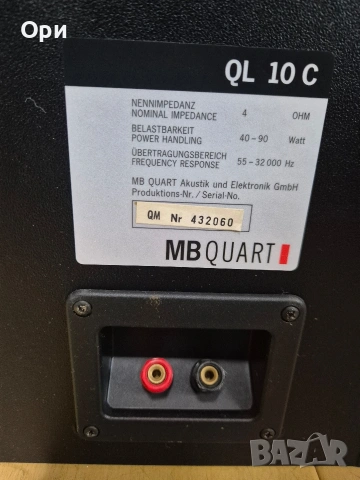 Ори
QL 10 C
NENNIMPEDANZ
NOMINAL IMPEDANCE 4 OHM
BELASTBARKEIT
POWER HANDLING 40-90 Watt
ÜBERTRAGUNGSBEREICH
FREQUENCY RESPONSE 55-32 000 Hz
MB QUART Akustik und Elektronik GmbH
Produktions-Nr./Serial-No.
QM Nr 432060
MB QUART
BAZAR